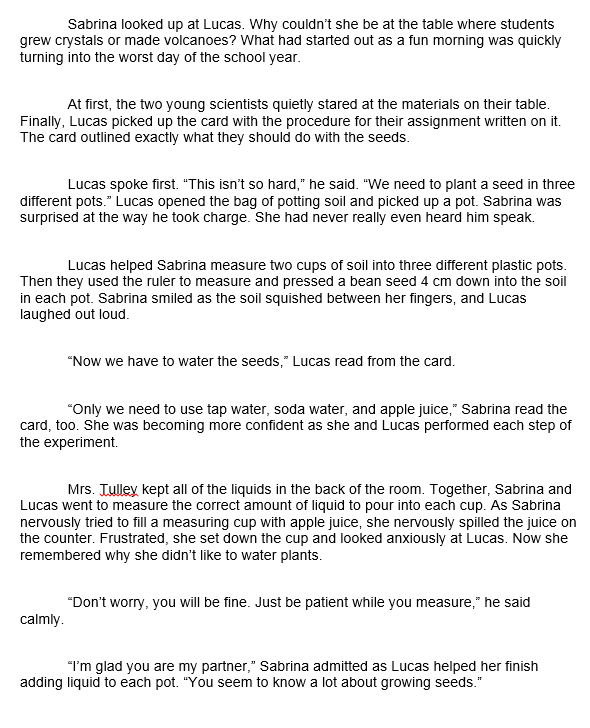 Sabrina looked up at Lucas. Why couldn’t she be at the table where students
grew crystals or made volcanoes? What had started out as a fun morning was quickly
turning into the worst day of the school year.
At first, the two young scientists quietly stared at the materials on their table.
Finally, Lucas picked up the card with the procedure for their assignment written on it.
The card outlined exactly what they should do with the seeds.
Lucas spoke first. “This isn’t so hard,” he said. “We need to plant a seed in three
different pots.” Lucas opened the bag of potting soil and picked up a pot. Sabrina was
surprised at the way he took charge. She had never really even heard him speak.
Lucas helped Sabrina measure two cups of soil into three different plastic pots.
Then they used the ruler to measure and pressed a bean seed 4 cm down into the soil
in each pot. Sabrina smiled as the soil squished between her fingers, and Lucas
laughed out loud.
“Now we have to water the seeds,” Lucas read from the card.
“Only we need to use tap water, soda water, and apple juice,” Sabrina read the
card, too. She was becoming more confident as she and Lucas performed each step of
the experiment.
Mrs. Tulley kept all of the liquids in the back of the room. Together, Sabrina and
Lucas went to measure the correct amount of liquid to pour into each cup. As Sabrina
nervously tried to fill a measuring cup with apple juice, she nervously spilled the juice on
the counter. Frustrated, she set down the cup and looked anxiously at Lucas. Now she
remembered why she didn’t like to water plants.
“Don’t worry, you will be fine. Just be patient while you measure,” he said
calmly.
“I’m glad you are my partner,” Sabrina admitted as Lucas helped her finish
adding liquid to each pot. “You seem to know a lot about growing seeds.”